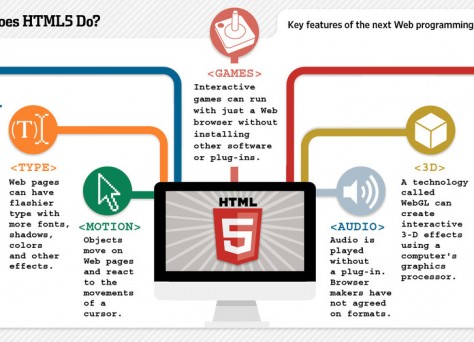 oes HTML5 Do?
Key features of the next Web programming
<GAMES>
Interactive
games can run
with just a Web
browser without
installing
other software
or plug-ins.
(T)
<TYPE>
Web pages
can have
flashier
type with
more fonts,
shadows,
colors
and other
effects.
<MOTION>
Objects
move on
Web pages
and react to
the movements
of a
cursor.
HTML
5
<AUDIO>
Audio is
played
without
a plug-in.
Browser
makers have
not agreed
on formats.
<3D>
A technology
called
WebGL can
create
interactive
3-D effects
using a
computer's
graphics
processor.